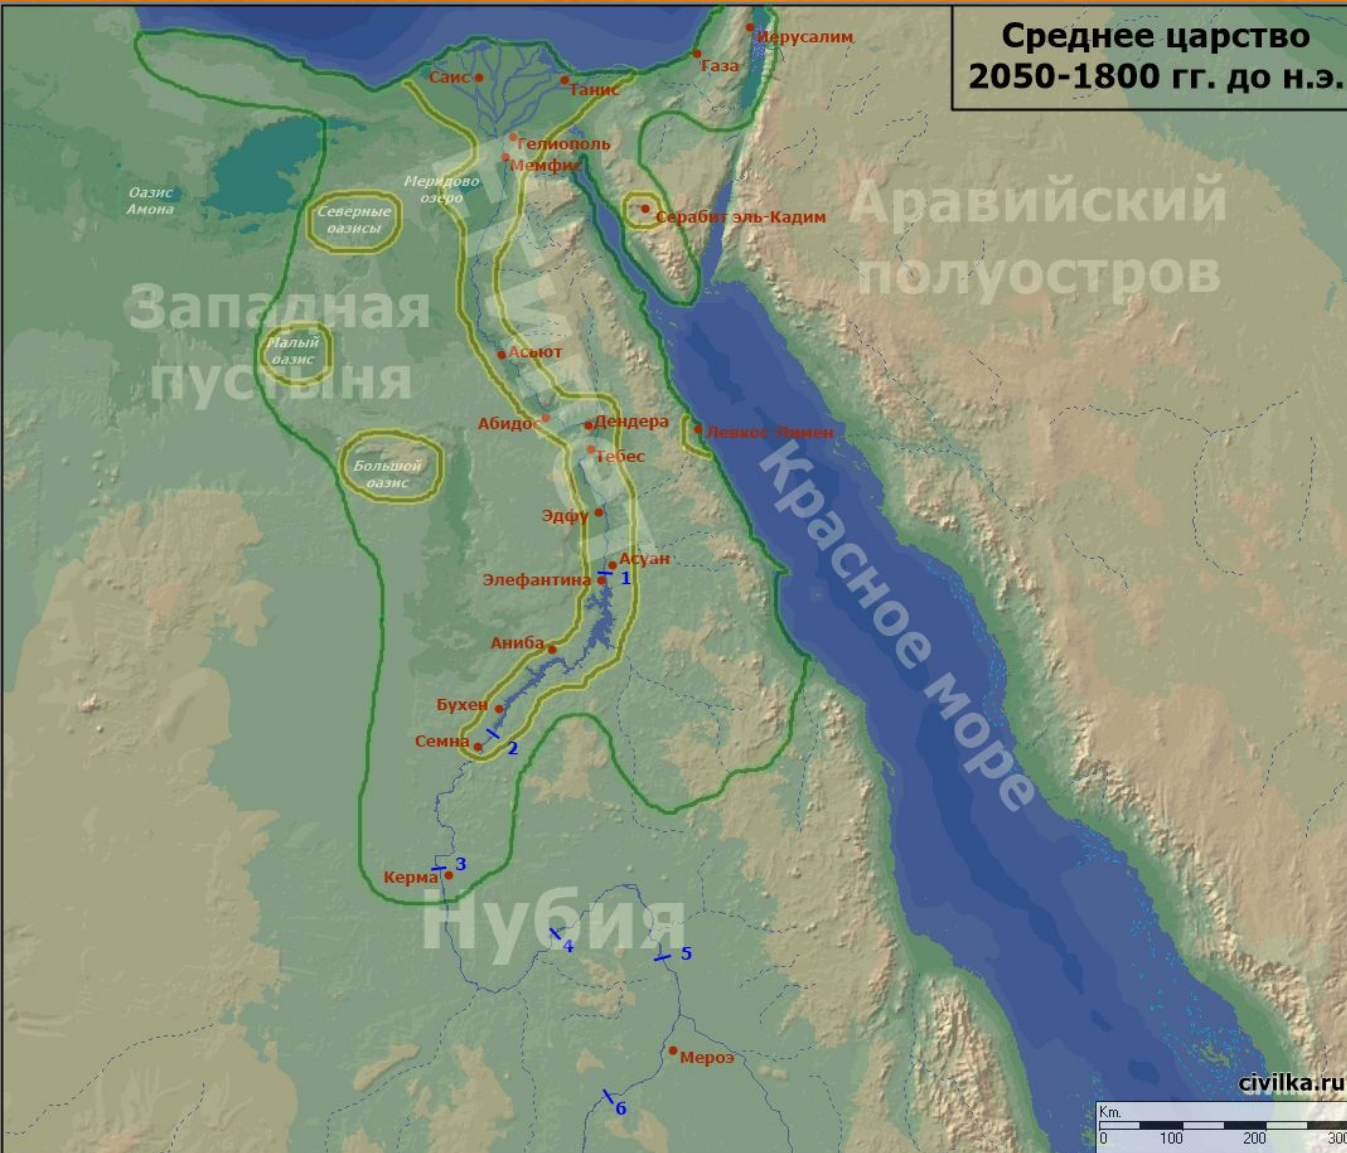 Среднее царство
2050-1800 гг. до н.э.
Иерусалим
Газа
Саис
Танис
Гелиополь
Мемфис
Меридово
озеро
Оазис
Амона
Северные
оазисы
Серабит эль-Кадим
Аравийский
полуостров
Западная
пустыня
Малый
оазис
Асьют
Абидос
Дендера
Левкос Лимен
Тебес
Большой
оазис
Красное море
Эдфу
Асуан
Элефантина
1
Аниба
Бухен
Семна
2
3
Керма
Нубия
4
5
Мероэ
6
civilka.ru
Km.
0 100 200 300